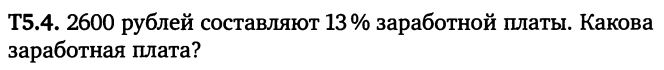 Т5.4. 2600 рублей составляют 13 % заработной платы. Какова
заработная плата?